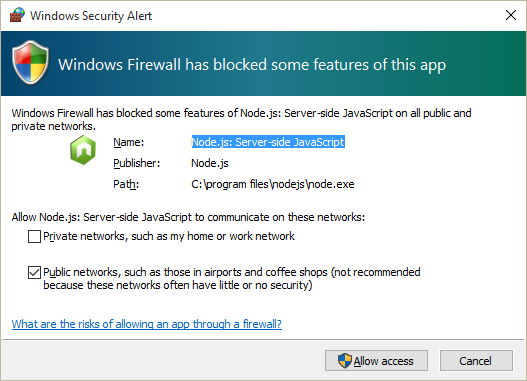 Windows Security Alert
Windows Firewall has blocked some features of this app
Windows Firewall has blocked some features of Node.js: Server-side JavaScript on all public and
private networks.
Name: Node.js: Server-side JavaScript
Publisher: Node.js
Path: C:\program files\nodejs\node.exe
Allow Node.js: Server-side JavaScript to communicate on these networks:
Private networks, such as my home or work network
Public networks, such as those in airports and coffee shops (not recommended
because these networks often have little or no security)
What are the risks of allowing an app through a firewall?
Allow access Cancel